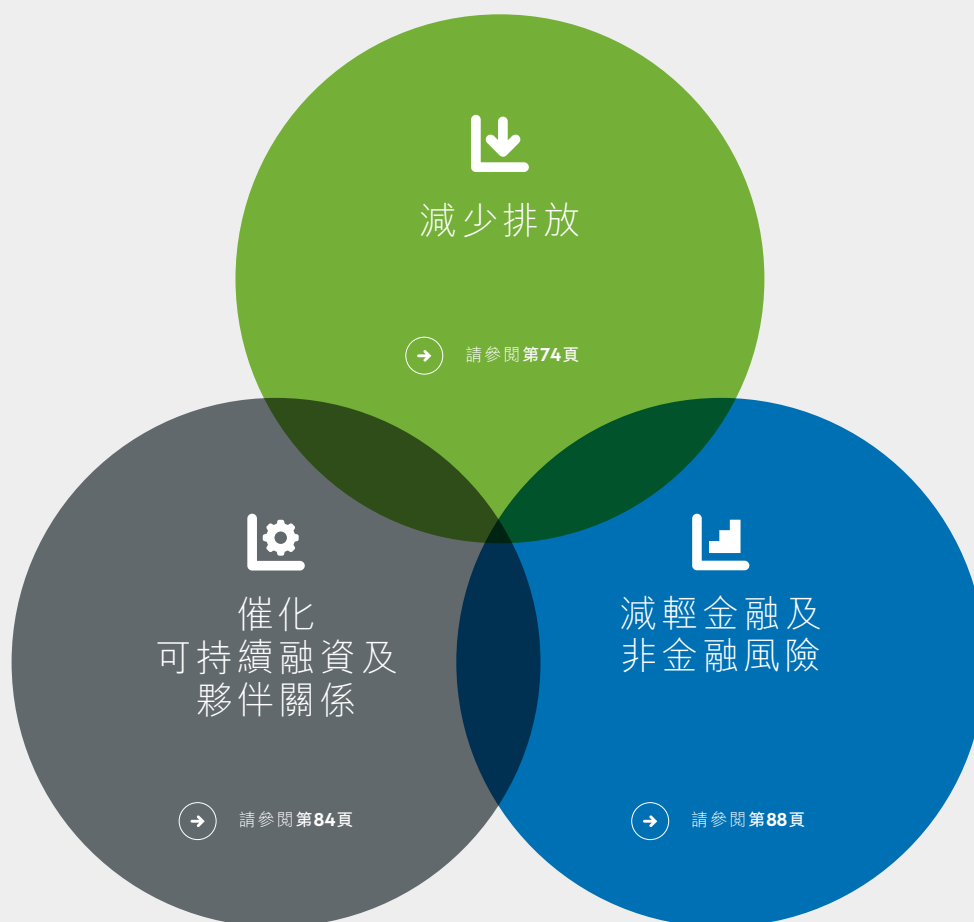 減少排放
請參閱第74頁
催化
可持續融資及
夥伴關係
請參閱第84頁
減輕金融及
非金融風險
請參閱第88頁